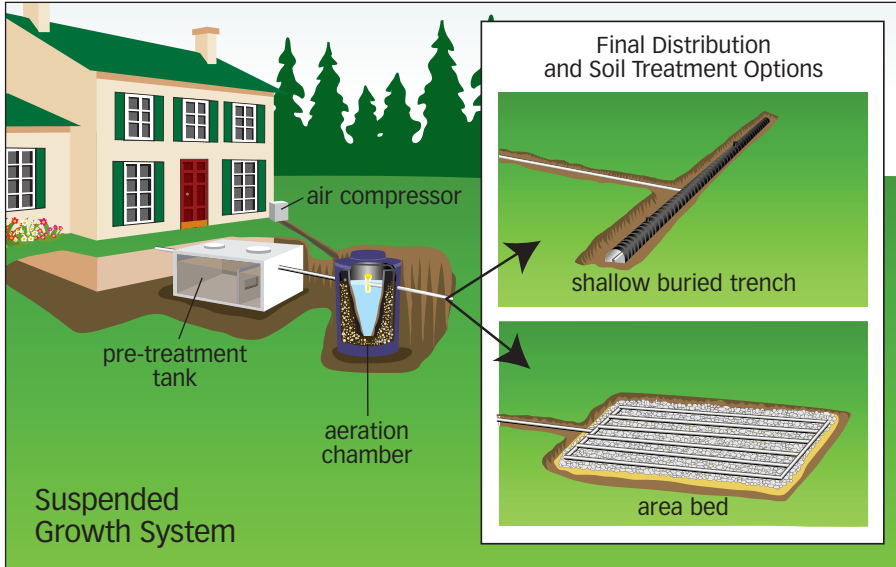 Final Distribution
and Soil Treatment Options
air compressor
shallow buried trench
pre-treatment
tank
aeration
chamber
area bed
Suspended
Growth System